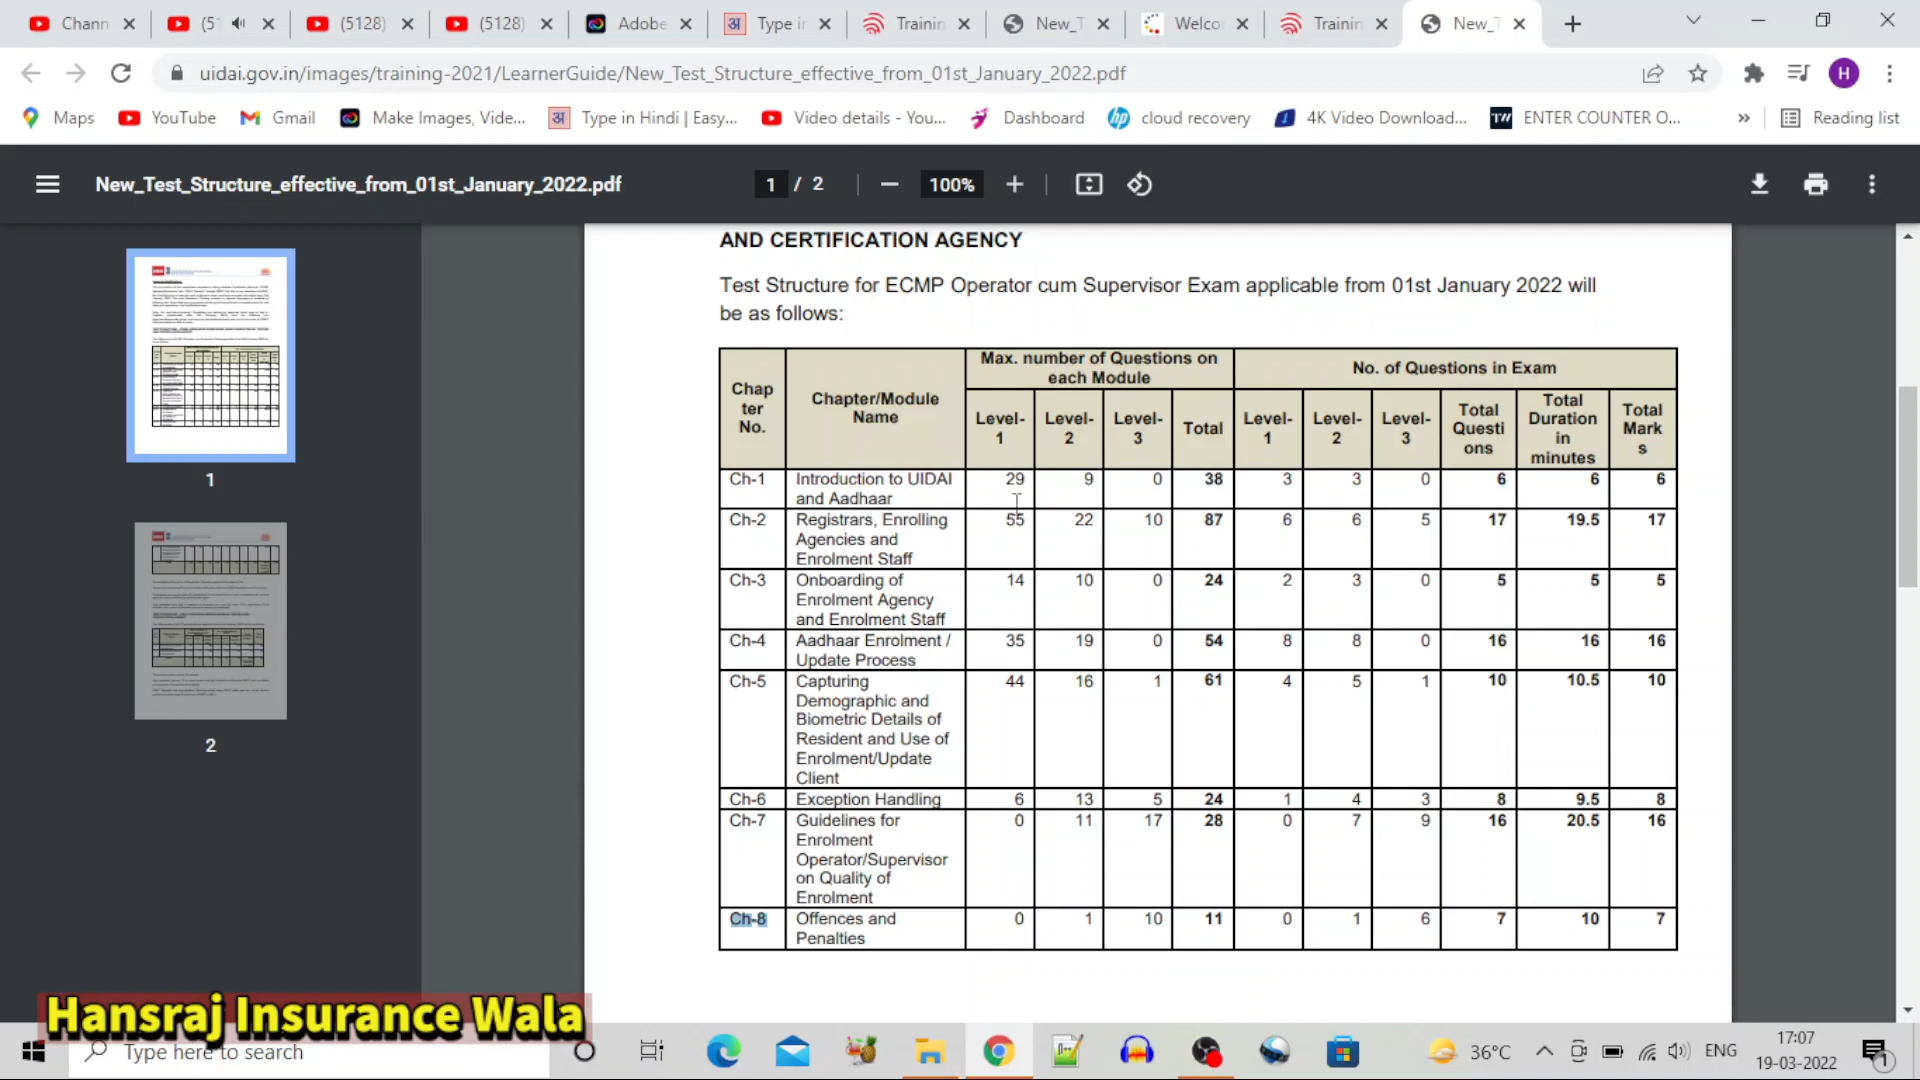 Chann
(51
(5128)
(5128)
Adobe
Type in
Trainin
New_T
Welco
Trainin
New_T
uidai.gov.in/images/training-2021/LearnerGuide/New_Test_Structure_effective_from_01st_January_2022.pdf
H
Maps
YouTube
Gmail
Make Images, Vide...
अ Type in Hindi | Easy...
Video details - You...
Dashboard
hp cloud recovery
4K Video Download...
TW ENTER COUNTER O...
»
Reading list
New_Test_Structure_effective_from_01st_January_2022.pdf
1 / 2
100%
1
2
AND CERTIFICATION AGENCY
Test Structure for ECMP Operator cum Supervisor Exam applicable from 01st January 2022 will
be as follows:
Chap ter No. Chapter/Module Name Max. number of Questions on each Module No. of Questions in Exam
Level-1 Level-2 Level-3 Total Level-1 Level-2 Level-3 Total Questi ons Total Duration in minutes Total Mark s
Ch-1 Introduction to UIDAI 29 9 0 38 3 3 0 6 6 6
and Aadhaar
Ch-2 Registrars, Enrolling 55 22 10 87 6 6 5 17 19.5 17
Agencies and
Enrolment Staff
Ch-3 Onboarding of 14 10 0 24 2 3 0 5 5 5
Enrolment Agency
and Enrolment Staff
Ch-4 Aadhaar Enrolment / 35 19 0 54 8 8 0 16 16 16
Update Process
Ch-5 Capturing 44 16 1 61 4 5 1 10 10.5 10
Demographic and
Biometric Details of
Resident and Use of
Enrolment/Update
Client
Ch-6 Exception Handling 6 13 5 24 1 4 3 8 9.5 8
Ch-7 Guidelines for 0 11 17 28 0 7 9 16 20.5 16
Enrolment
Operator/Supervisor
on Quality of
Enrolment
Ch-8 Offences and 0 1 10 11 0 1 6 7 10 7
Penalties
Hansraj Insurance Wala
Type here to search
36°C
ENG
17:07
19-03-2022
1